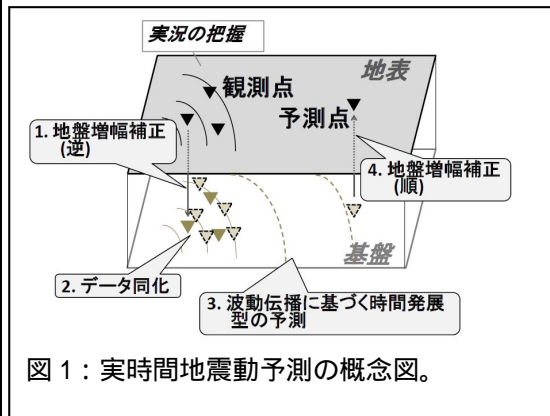 実況の把握
地表
観測点
予測点
1. 地盤増幅補正
(逆)
4. 地盤増幅補正
(順)
基盤
2. データ同化
3. 波動伝播に基づく時間発展
型の予測
図1：実時間地震動予測の概念図。